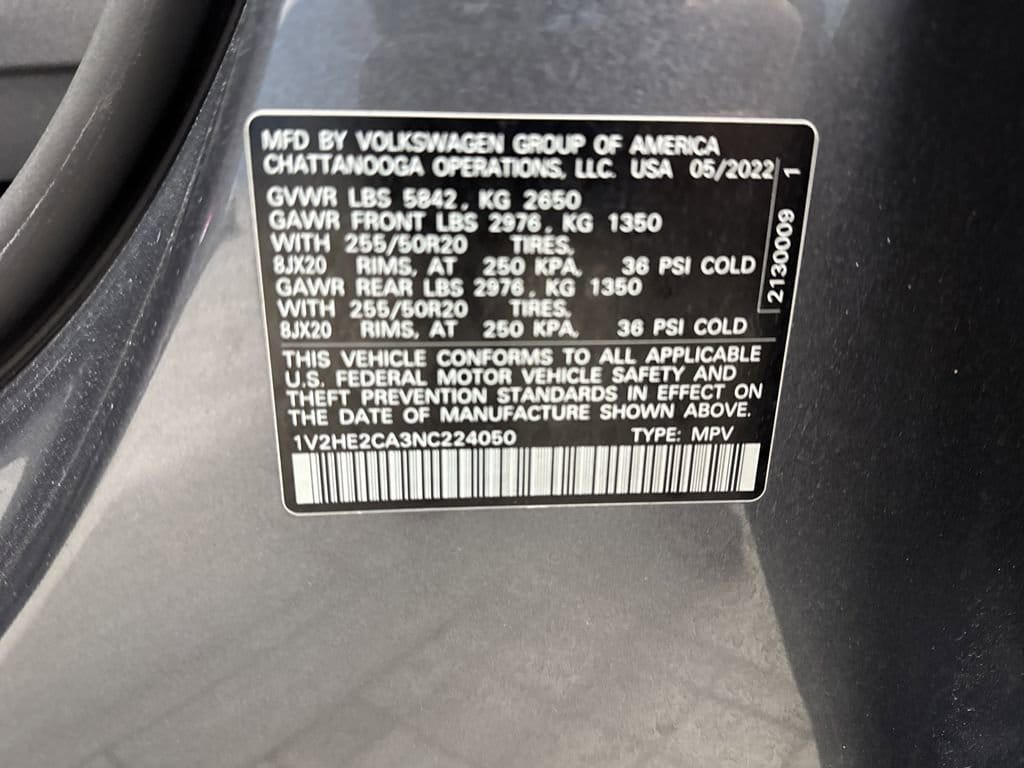 MFD BY VOLKSWAGEN GROUP OF AMERICA
CHATTANOOGA OPERATIONS, LLC. USA 05/2022
GVWR LBS 5842, KG 2650
GAWR FRONT LBS 2976, KG 1350
WITH 255/50R20 TIRES,
8JX20 RIMS, AT 250 KPA, 36 PSI COLD
GAWR REAR LBS 2976, KG 1350
WITH 255/50R20 TIRES,
8JX20 RIMS, AT 250 KPA, 36 PSI COLD
THIS VEHICLE CONFORMS TO ALL APPLICABLE
U.S. FEDERAL MOTOR VEHICLE SAFETY AND
THEFT PREVENTION STANDARDS IN EFFECT ON
THE DATE OF MANUFACTURE SHOWN ABOVE.
1V2HE2CA3NC224050 TYPE: MPV
2130009 1